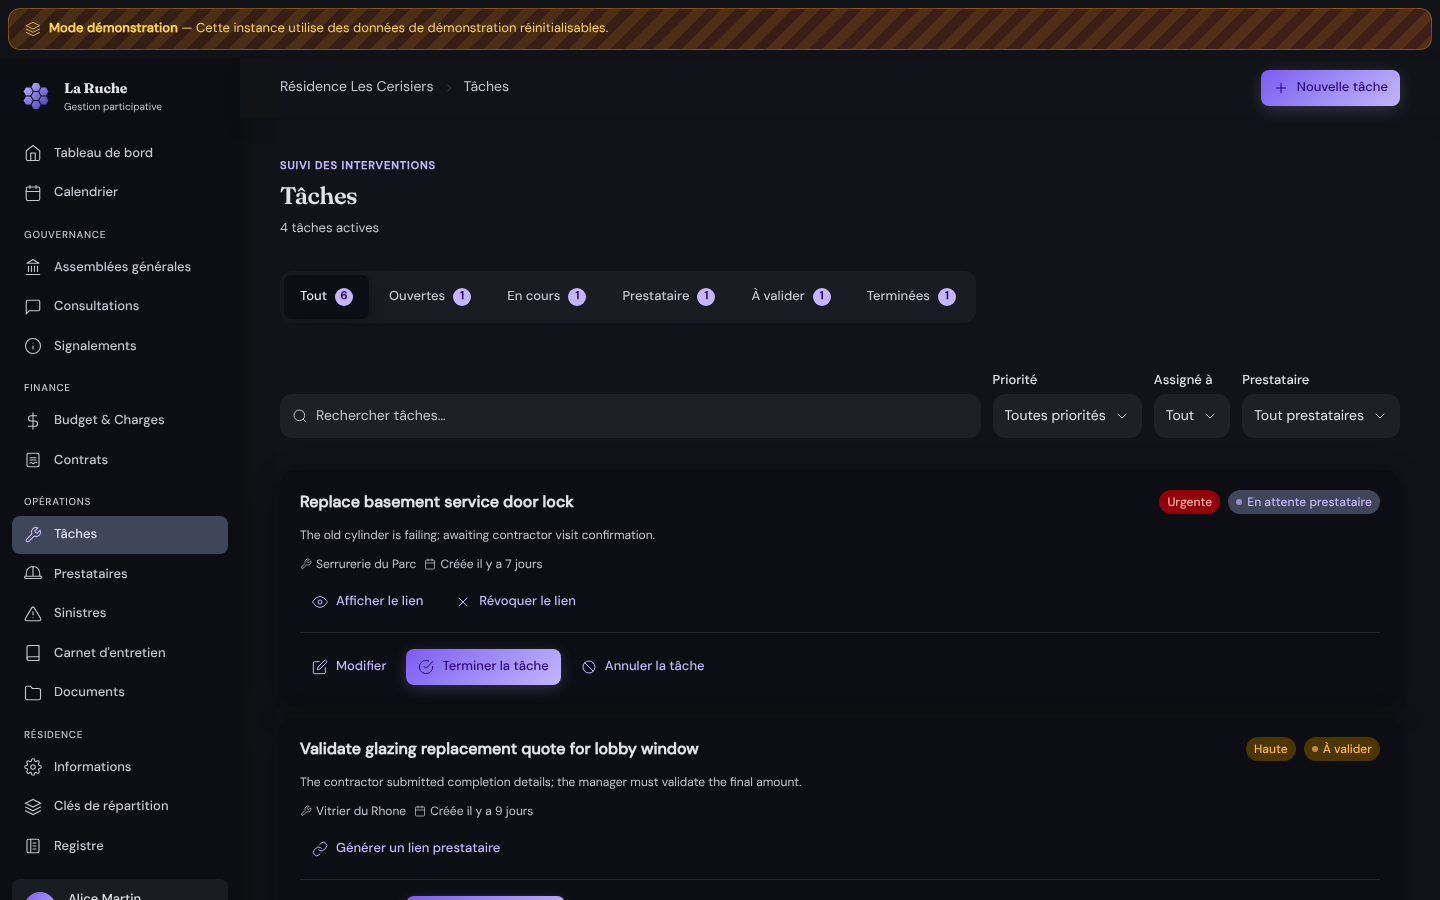 Mode démonstration — Cette instance utilise des données de démonstration réinitialisables.
La Ruche
Gestion participative
Tableau de bord
Calendrier
GOUVERNANCE
Assemblées générales
Consultations
Signalements
FINANCE
Budget & Charges
Contrats
OPÉRATIONS
Tâches
Prestataires
Sinistres
Carnet d'entretien
Documents
RÉSIDENCE
Informations
Clés de répartition
Registre
Alice Martin
Résidence Les Cerisiers > Tâches
Nouvelle tâche
SUIVI DES INTERVENTIONS
Tâches
4 tâches actives
Tout 6 Ouvertes 1 En cours 1 Prestataire 1 À valider 1 Terminées 1
Rechercher tâches...
Priorité
Toutes priorités
Assigné à
Tout
Prestataire
Tout prestataires
Replace basement service door lock
Urgente
En attente prestataire
The old cylinder is failing; awaiting contractor visit confirmation.
Serrurerie du Parc Créée il y a 7 jours
Afficher le lien Révoquer le lien
Modifier Terminer la tâche Annuler la tâche
Validate glazing replacement quote for lobby window
Haute
À valider
The contractor submitted completion details; the manager must validate the final amount.
Vitrier du Rhone Créée il y a 9 jours
Générer un lien prestataire